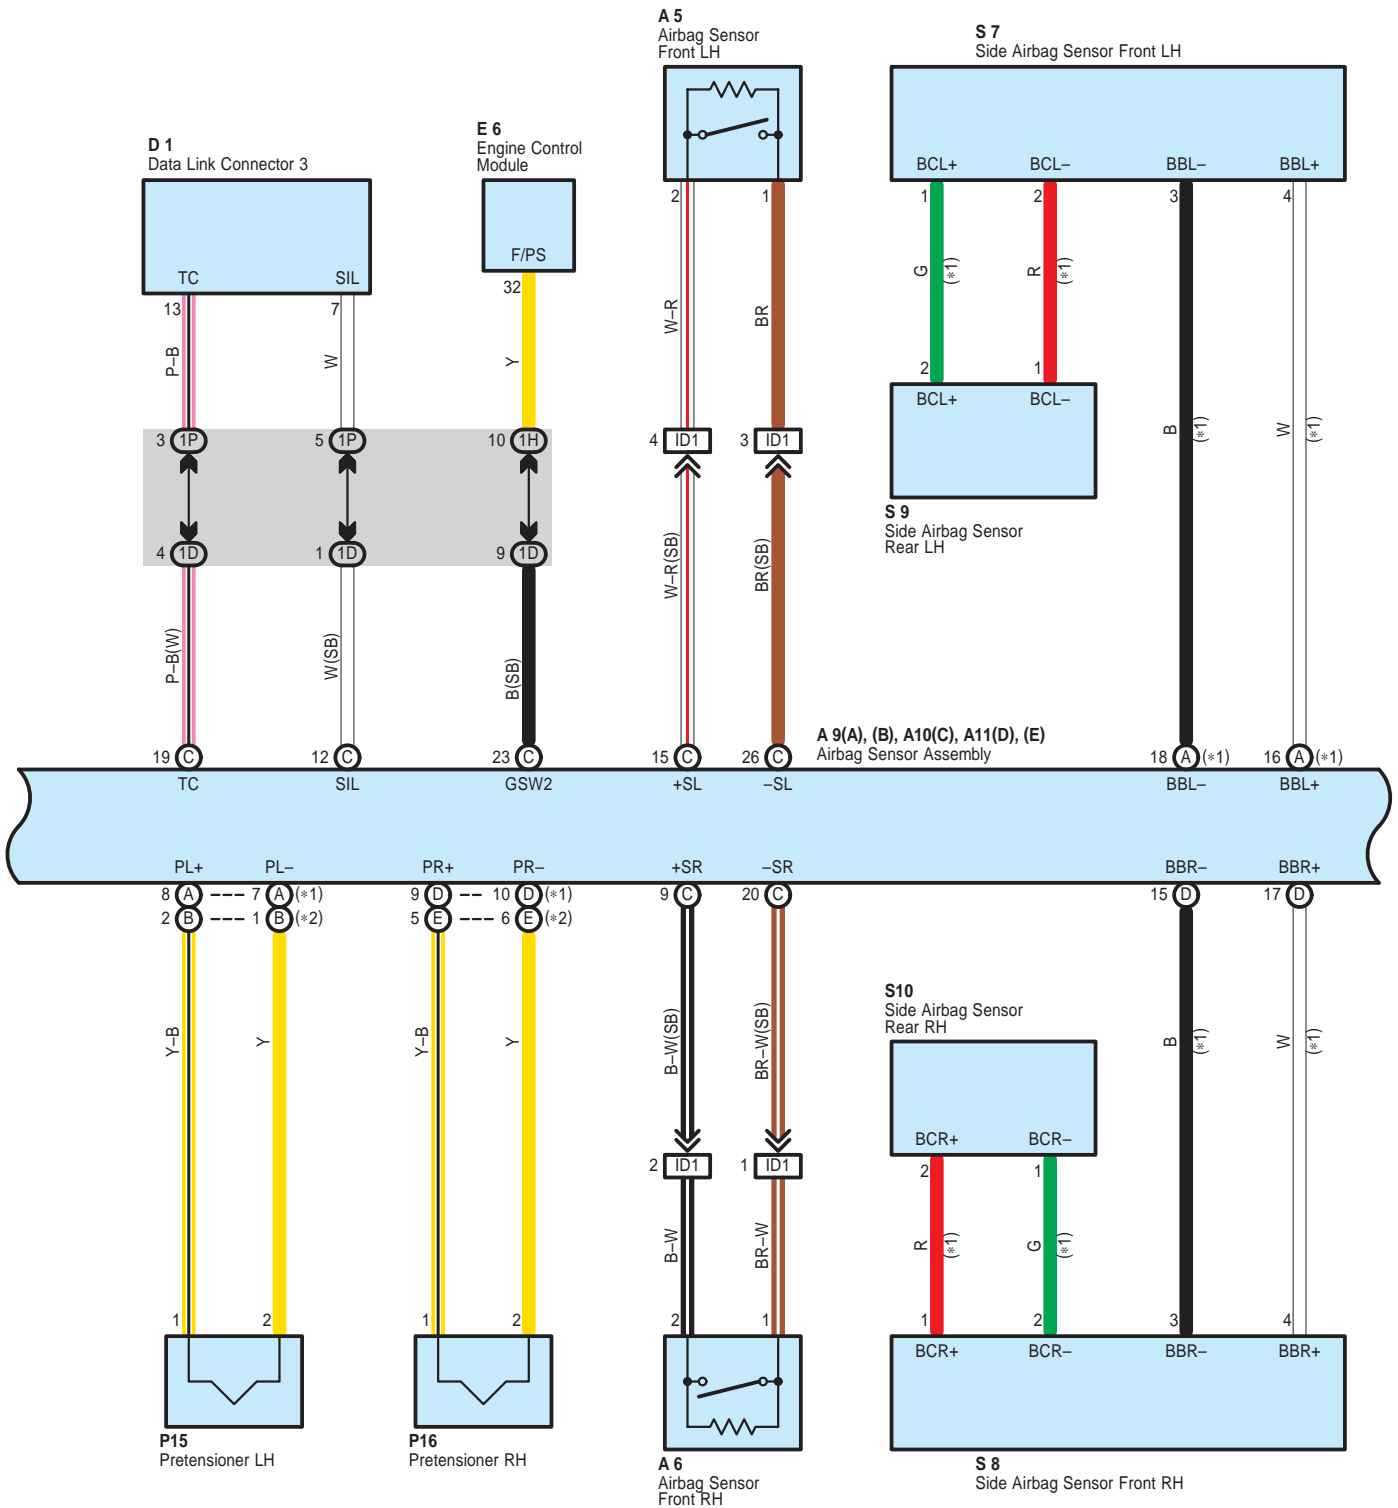 A 5
Airbag Sensor
Front LH
S 7
Side Airbag Sensor Front LH
D 1
Data Link Connector 3
E 6
Engine Control
Module
BCL+ BCL– BBL– BBL+
F/PS
TC SIL
2 1 1 2 3 4
13 7 32
P–B W Y W–R BR G (*1) R (*1) B (*1) W (*1)
2 1
BCL+ BCL–
3 1P 5 1P 10 1H 4 ID1 3 ID1
S 9
Side Airbag Sensor
Rear LH
4 1D 1 1D 9 1D
P–B(W) W(SB) B(SB) W–R(SB) BR(SB)
A 9(A), (B), A10(C), A11(D), (E)
Airbag Sensor Assembly
19 C 12 C 23 C 15 C 26 C 18 A (*1) 16 A (*1)
TC SIL GSW2 +SL –SL BBL– BBL+
PL+ PL– PR+ PR– +SR –SR BBR– BBR+
8 A 7 A (*1) 9 D 10 D (*1) 9 C 20 C 15 D 17 D
2 B 1 B (*2) 5 E 6 E (*2)
S10
Side Airbag Sensor
Rear RH
Y–B Y Y–B Y B–W(SB) BR–W(SB) B (*1) W (*1)
BCR+ BCR–
2 ID1 1 ID1 2 1
B–W BR–W R (*1) G (*1)
1 2 1 2 2 1 1 2 3 4
BCR+ BCR– BBR– BBR+
P15
Pretensioner LH
P16
Pretensioner RH
A 6
Airbag Sensor
Front RH
S 8
Side Airbag Sensor Front RH